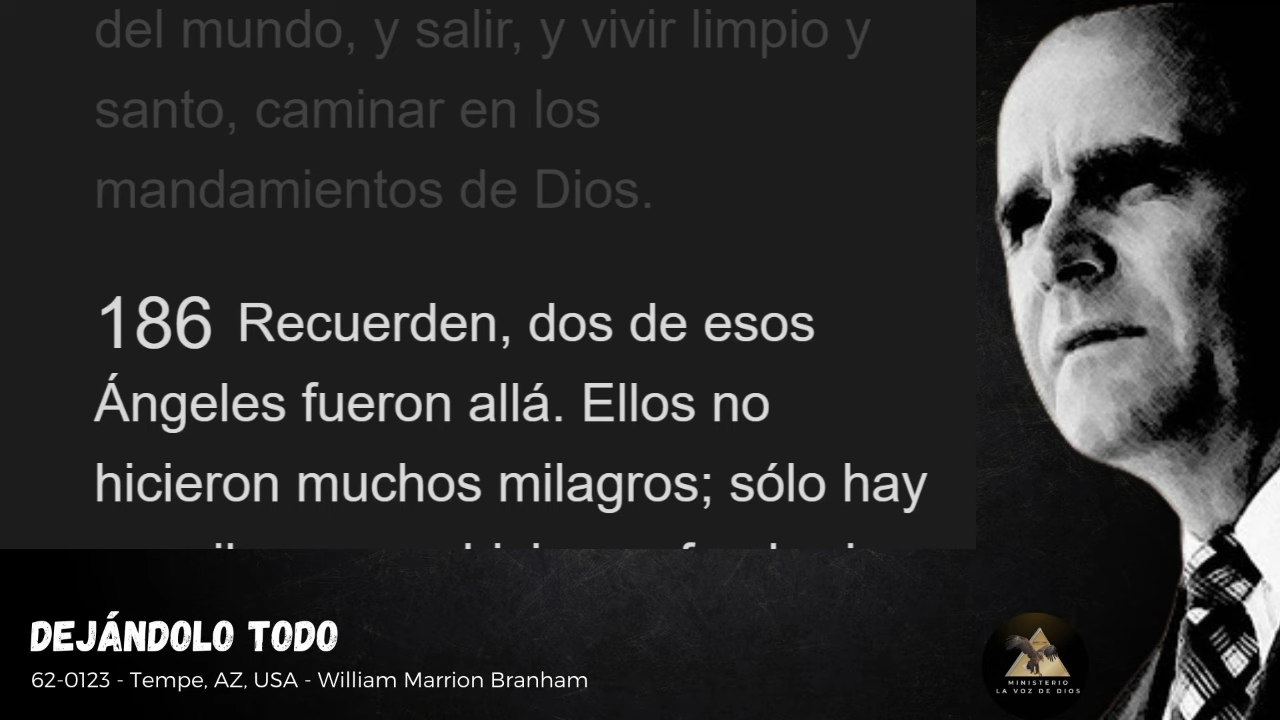 del mundo, y salir, y vivir limpio y
santo, caminar en los
mandamientos de Dios.
186 Recuerden, dos de esos
Ángeles fueron allá. Ellos no
hicieron muchos milagros; sólo hay
DEJÁNDOLO TODO
62-0123 - Tempe, AZ, USA - William Marrion Branham
MINISTERIO
LA VOZ DE DIOS